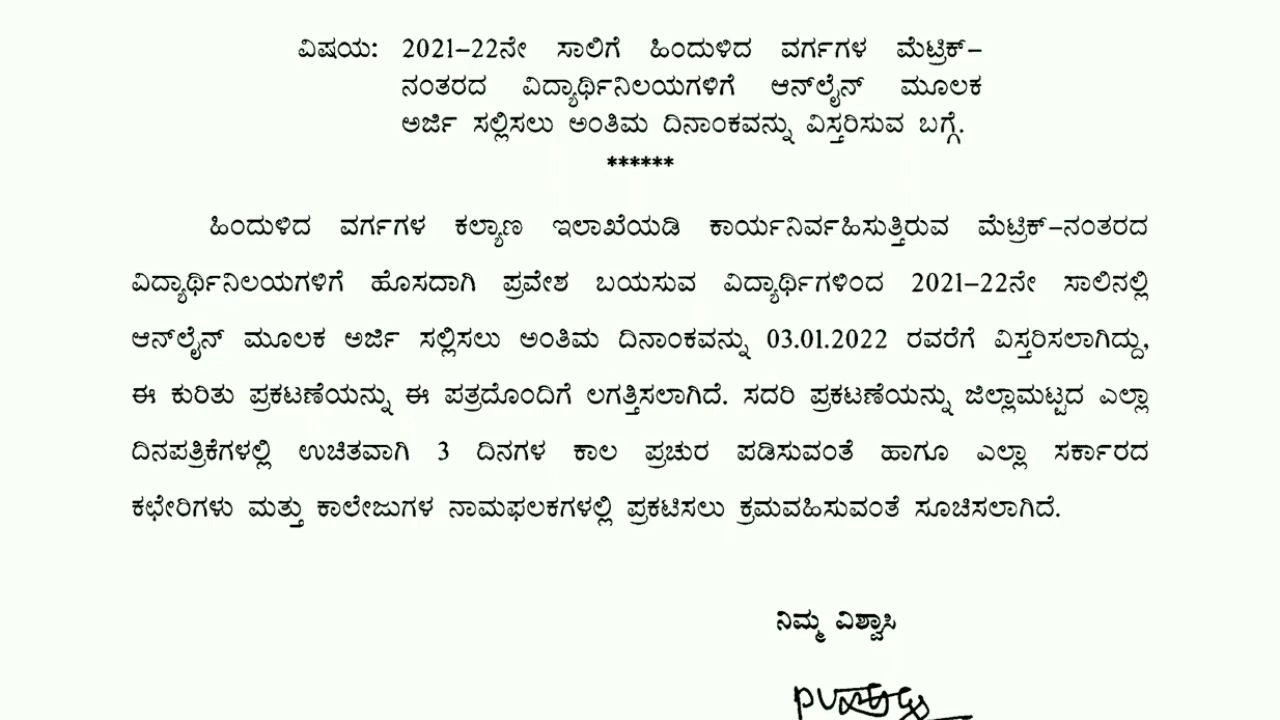 ವಿಷಯ: 2021–22ನೇ ಸಾಲಿಗೆ ಹಿಂದುಳಿದ ವರ್ಗಗಳ ಮೆಟ್ರಿಕ್–
ನಂತರದ ವಿದ್ಯಾರ್ಥಿನಿಲಯಗಳಿಗೆ ಆನ್‌ಲೈನ್ ಮೂಲಕ
ಅರ್ಜಿ ಸಲ್ಲಿಸಲು ಅಂತಿಮ ದಿನಾಂಕವನ್ನು ವಿಸ್ತರಿಸುವ ಬಗ್ಗೆ.
******
ಹಿಂದುಳಿದ ವರ್ಗಗಳ ಕಲ್ಯಾಣ ಇಲಾಖೆಯಡಿ ಕಾರ್ಯನಿರ್ವಹಿಸುತ್ತಿರುವ ಮೆಟ್ರಿಕ್–ನಂತರದ
ವಿದ್ಯಾರ್ಥಿನಿಲಯಗಳಿಗೆ ಹೊಸದಾಗಿ ಪ್ರವೇಶ ಬಯಸುವ ವಿದ್ಯಾರ್ಥಿಗಳಿಂದ 2021–22ನೇ ಸಾಲಿನಲ್ಲಿ
ಆನ್‌ಲೈನ್ ಮೂಲಕ ಅರ್ಜಿ ಸಲ್ಲಿಸಲು ಅಂತಿಮ ದಿನಾಂಕವನ್ನು 03.01.2022 ರವರೆಗೆ ವಿಸ್ತರಿಸಲಾಗಿದ್ದು,
ಈ ಕುರಿತು ಪ್ರಕಟಣೆಯನ್ನು ಈ ಪತ್ರದೊಂದಿಗೆ ಲಗತ್ತಿಸಲಾಗಿದೆ. ಸದರಿ ಪ್ರಕಟಣೆಯನ್ನು ಜಿಲ್ಲಾಮಟ್ಟದ ಎಲ್ಲಾ
ದಿನಪತ್ರಿಕೆಗಳಲ್ಲಿ ಉಚಿತವಾಗಿ 3 ದಿನಗಳ ಕಾಲ ಪ್ರಚುರ ಪಡಿಸುವಂತೆ ಹಾಗೂ ಎಲ್ಲಾ ಸರ್ಕಾರದ
ಕಛೇರಿಗಳು ಮತ್ತು ಕಾಲೇಜುಗಳ ನಾಮಫಲಕಗಳಲ್ಲಿ ಪ್ರಕಟಿಸಲು ಕ್ರಮವಹಿಸುವಂತೆ ಸೂಚಿಸಲಾಗಿದೆ.
ನಿಮ್ಮ ವಿಶ್ವಾಸಿ